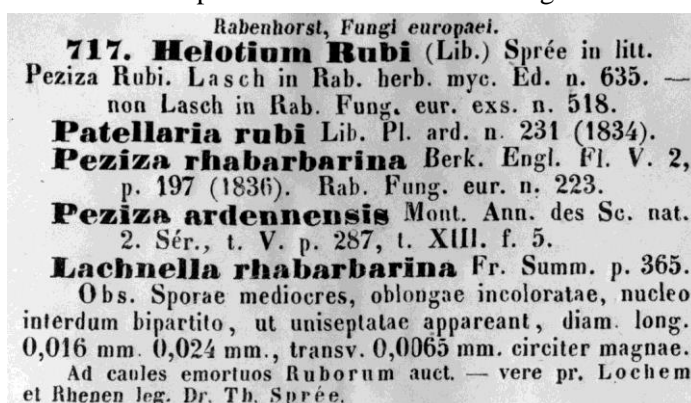 Rabenhorst, Fungi europaei.
717. Helotium Rubi (Lib.) Sprée in litt.
Peziza Rubi. Lasch in Rab. herb. myc. Ed. n. 635. —
non Lasch in Rab. Fung. eur. exs. n. 518.
Patellaria rubi Lib. Pl. ard. n. 231 (1834).
Peziza rhabarbarina Berk. Engl. Fl. V. 2,
p. 197 (1836). Rab. Fung. eur. n. 223.
Peziza ardennensis Mont. Ann. des Sc. nat.
2. Sér., t. V. p. 287, t. XIII. f. 5.
Lachnella rhabarbarina Fr. Summ. p. 365.
Obs. Sporae mediocres, oblongae incoloratae, nucleo
interdum bipartito, ut uniseptatae appareant, diam. long.
0,016 mm. 0,024 mm., transv. 0,0065 mm. circiter magnae.
Ad caules emortuos Ruborum auct. — vere pr. Lochem
et Rhenen leg. Dr. Th. Sprée.